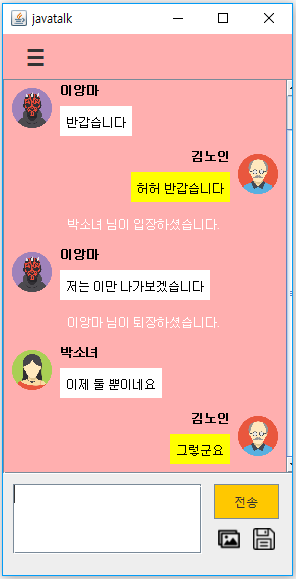 javatalk
이앙마
반갑습니다
김노인
허허 반갑습니다
박소녀 님이 입장하셨습니다.
이앙마
저는 이만 나가보겠습니다
이앙마 님이 퇴장하셨습니다.
박소녀
이제 둘 뿐이네요
김노인
그렇군요
전송